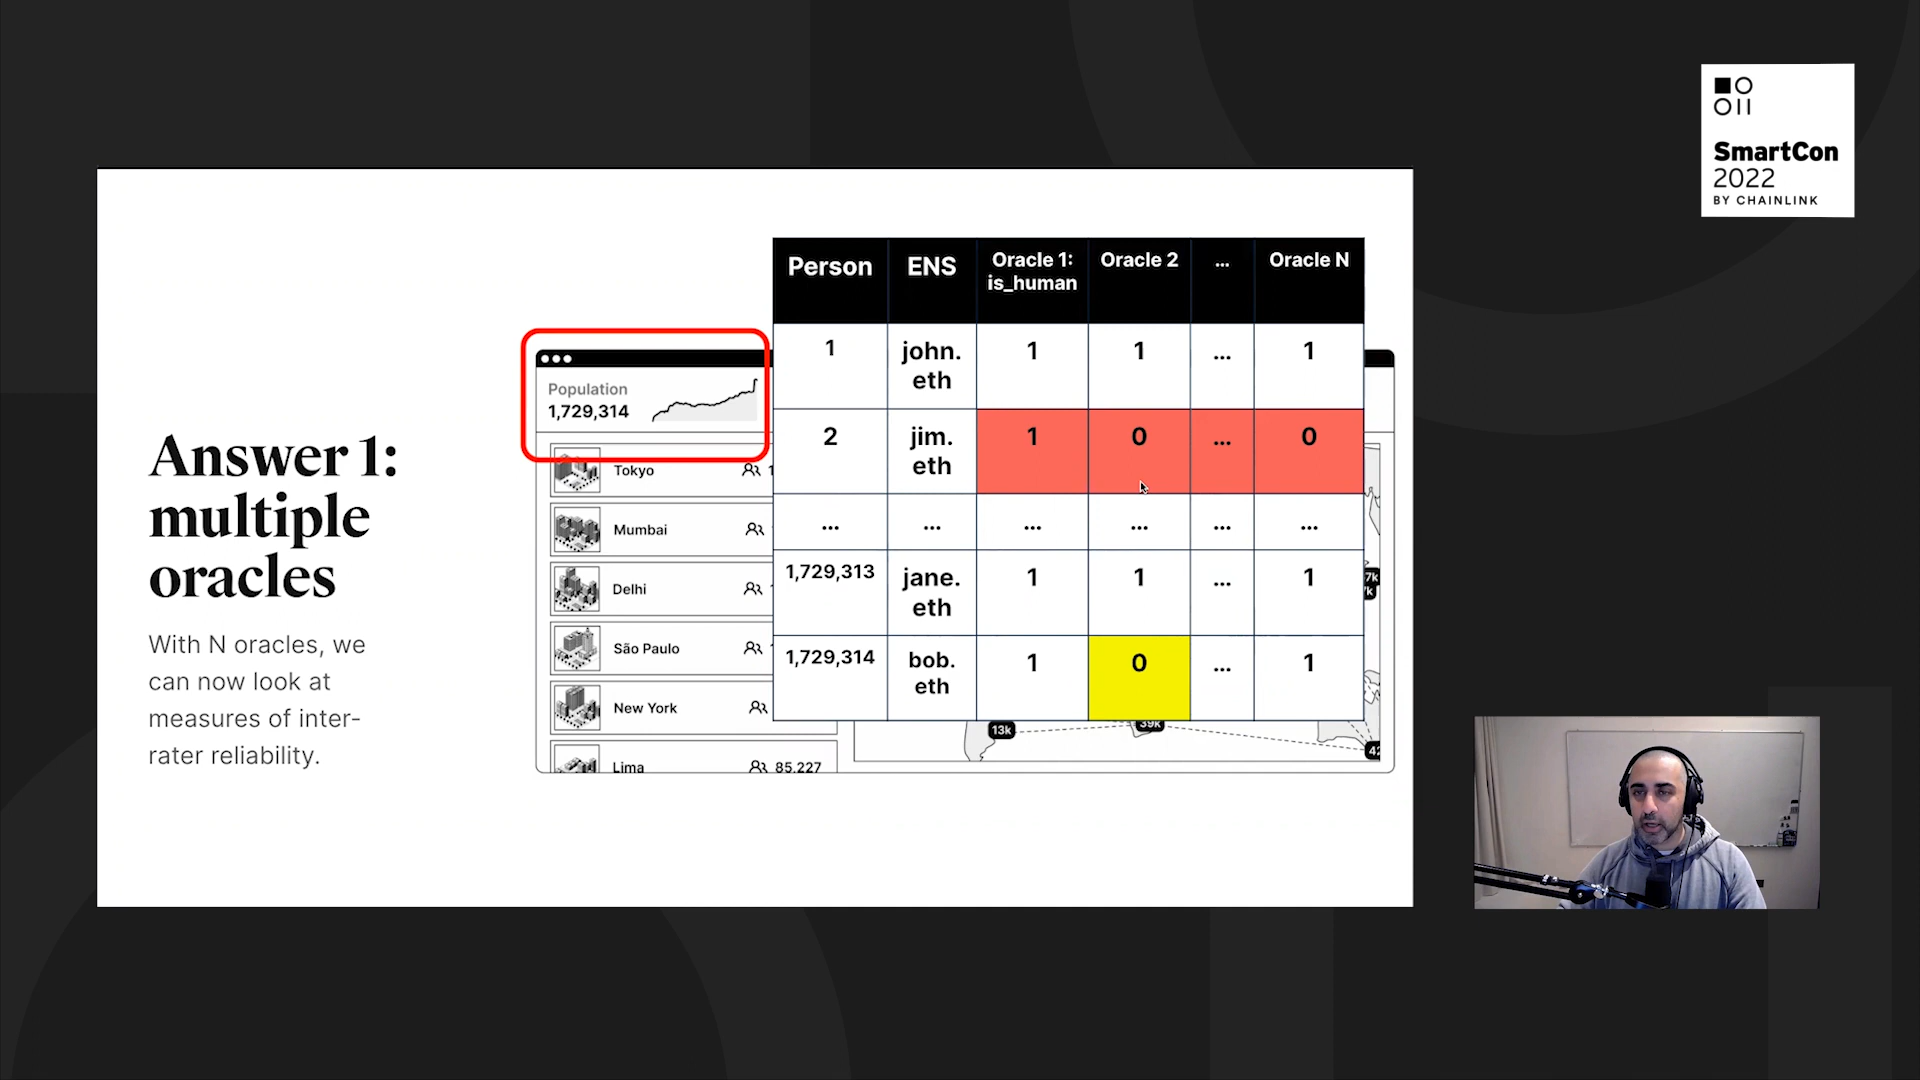 SmartCon
2022
BY CHAINLINK
Answer 1:
multiple
oracles
With N oracles, we
can now look at
measures of inter-
rater reliability.
Population
1,729,314
Tokyo
Mumbai
Delhi
São Paulo
New York
Lima 85,227
Person ENS Oracle 1: is_human Oracle 2 ... Oracle N
1 john.eth 1 1 ... 1
2 jim.eth 1 0 ... 0
... ... ... ... ... ...
1,729,313 jane.eth 1 1 ... 1
1,729,314 bob.eth 1 0 ... 1
13k
39k